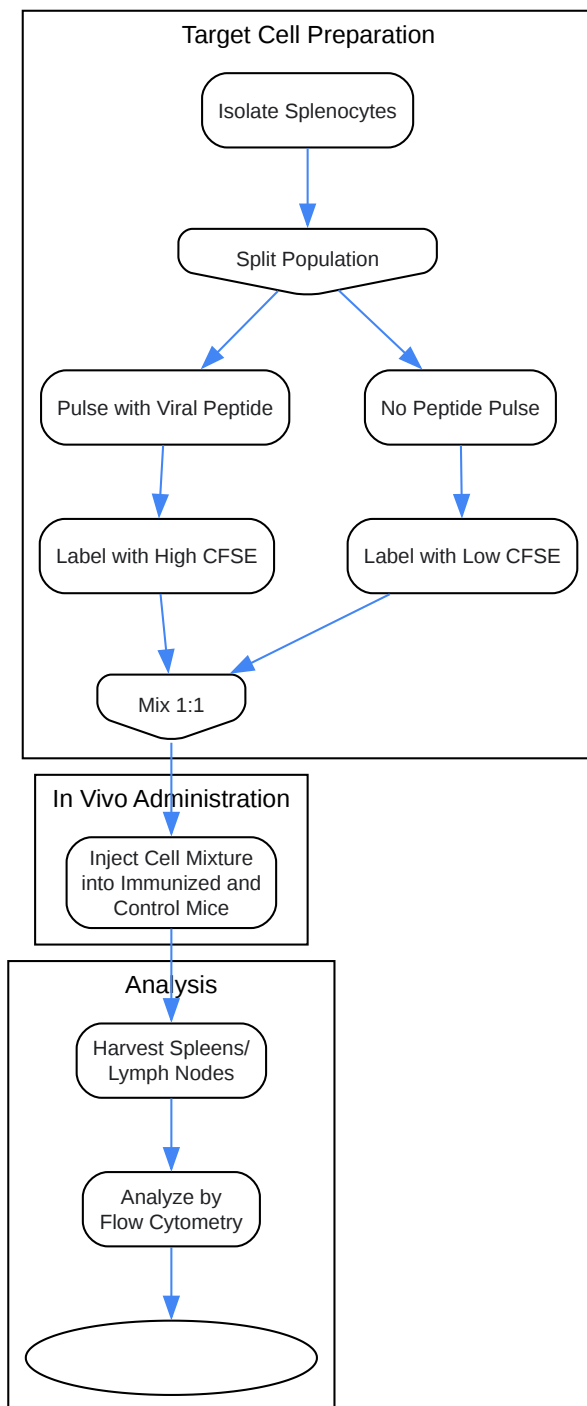 Target Cell Preparation
Isolate Splenocytes
Split Population
Pulse with Viral Peptide
No Peptide Pulse
Label with High CFSE
Label with Low CFSE
Mix 1:1
In Vivo Administration
Inject Cell Mixture
into Immunized and
Control Mice
Analysis
Harvest Spleens/
Lymph Nodes
Analyze by
Flow Cytometry